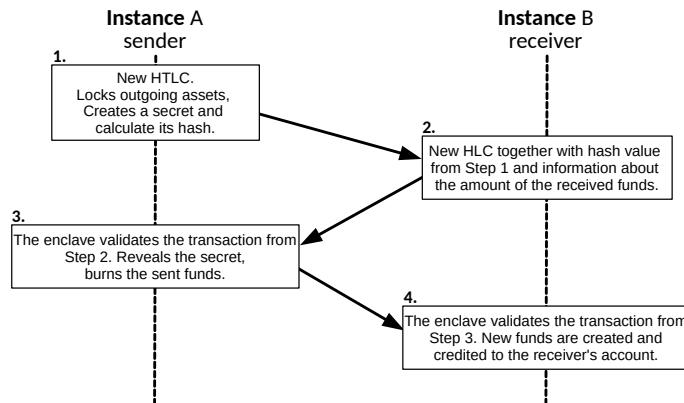 Instance A
sender
Instance B
receiver
1.
New HTLC.
Locks outgoing assets,
Creates a secret and
calculate its hash.
2.
New HLC together with hash value
from Step 1 and information about
the amount of the received funds.
3.
The enclave validates the transaction from
Step 2. Reveals the secret,
burns the sent funds.
4.
The enclave validates the transaction from
Step 3. New funds are created and
credited to the receiver's account.